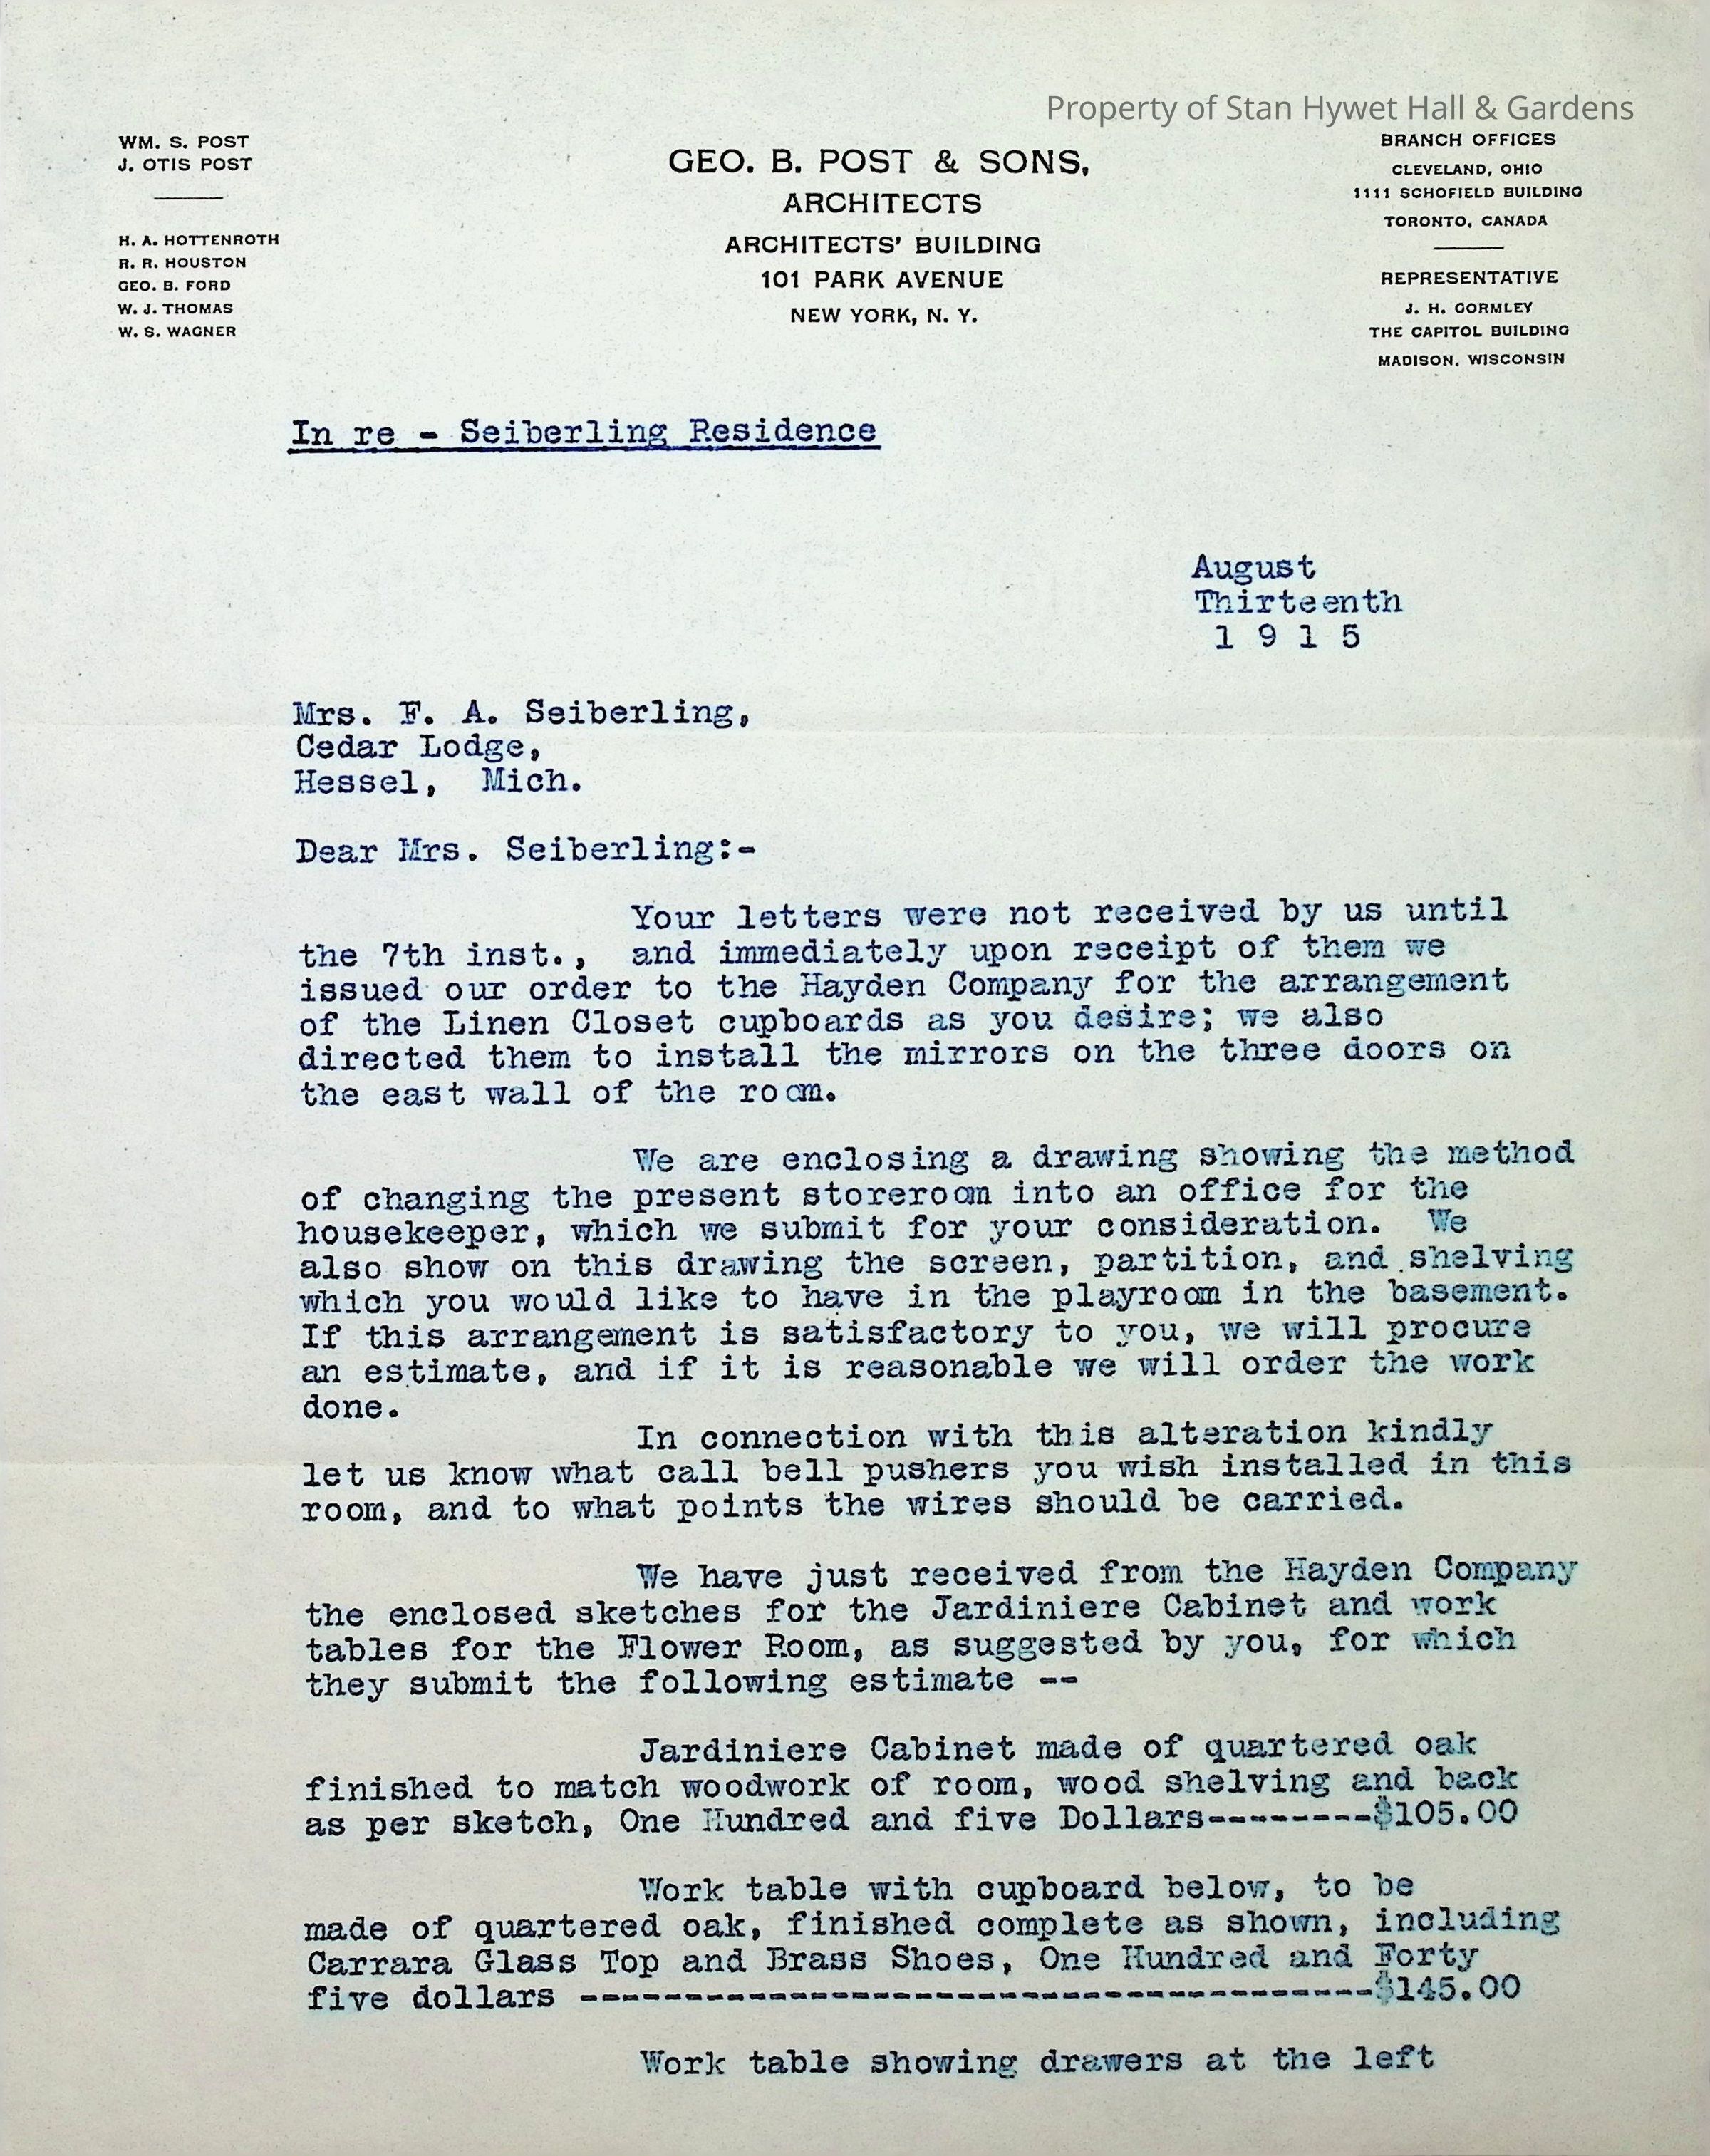 Property of Stan Hywet Hall & Gardens
WM. S. POST
J. OTIS POST
H. A. HOTTENROTH
R. R. HOUSTON
GEO. B. FORD
W. J. THOMAS
W. S. WAGNER
GEO. B. POST & SONS,
ARCHITECTS
ARCHITECTS' BUILDING
101 PARK AVENUE
NEW YORK, N. Y.
BRANCH OFFICES
CLEVELAND, OHIO
1111 SCHOFIELD BUILDING
TORONTO, CANADA
REPRESENTATIVE
J. H. GORMLEY
THE CAPITOL BUILDING
MADISON, WISCONSIN
In re - Seiberling Residence
August
Thirteenth
1 9 1 5
Mrs. F. A. Seiberling,
Cedar Lodge,
Hessel, Mich.
Dear Mrs. Seiberling:-
Your letters were not received by us until
the 7th inst., and immediately upon receipt of them we
issued our order to the Hayden Company for the arrangement
of the Linen Closet cupboards as you desire; we also
directed them to install the mirrors on the three doors on
the east wall of the room.
We are enclosing a drawing showing the method
of changing the present storeroom into an office for the
housekeeper, which we submit for your consideration. We
also show on this drawing the screen, partition, and shelving
which you would like to have in the playroom in the basement.
If this arrangement is satisfactory to you, we will procure
an estimate, and if it is reasonable we will order the work
done.
In connection with this alteration kindly
let us know what call bell pushers you wish installed in this
room, and to what points the wires should be carried.
We have just received from the Hayden Company
the enclosed sketches for the Jardiniere Cabinet and work
tables for the Flower Room, as suggested by you, for which
they submit the following estimate --
Jardiniere Cabinet made of quartered oak
finished to match woodwork of room, wood shelving and back
as per sketch, One Hundred and five Dollars--------$105.00
Work table with cupboard below, to be
made of quartered oak, finished complete as shown, including
Carrara Glass Top and Brass Shoes, One Hundred and Forty
five dollars --------------------------------------$145.00
Work table showing drawers at the left